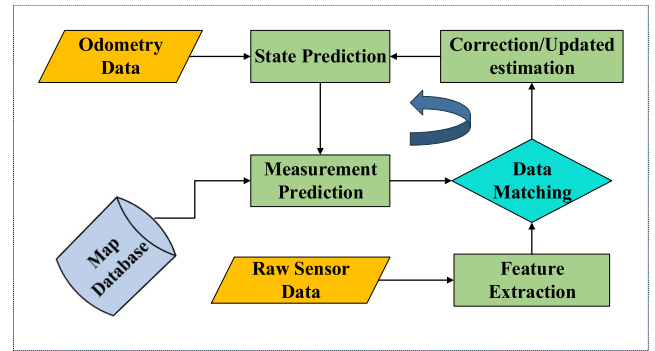 Odometry
Data
State Prediction
Correction/Updated
estimation
Measurement
Prediction
Data
Matching
Map
Database
Raw Sensor
Data
Feature
Extraction